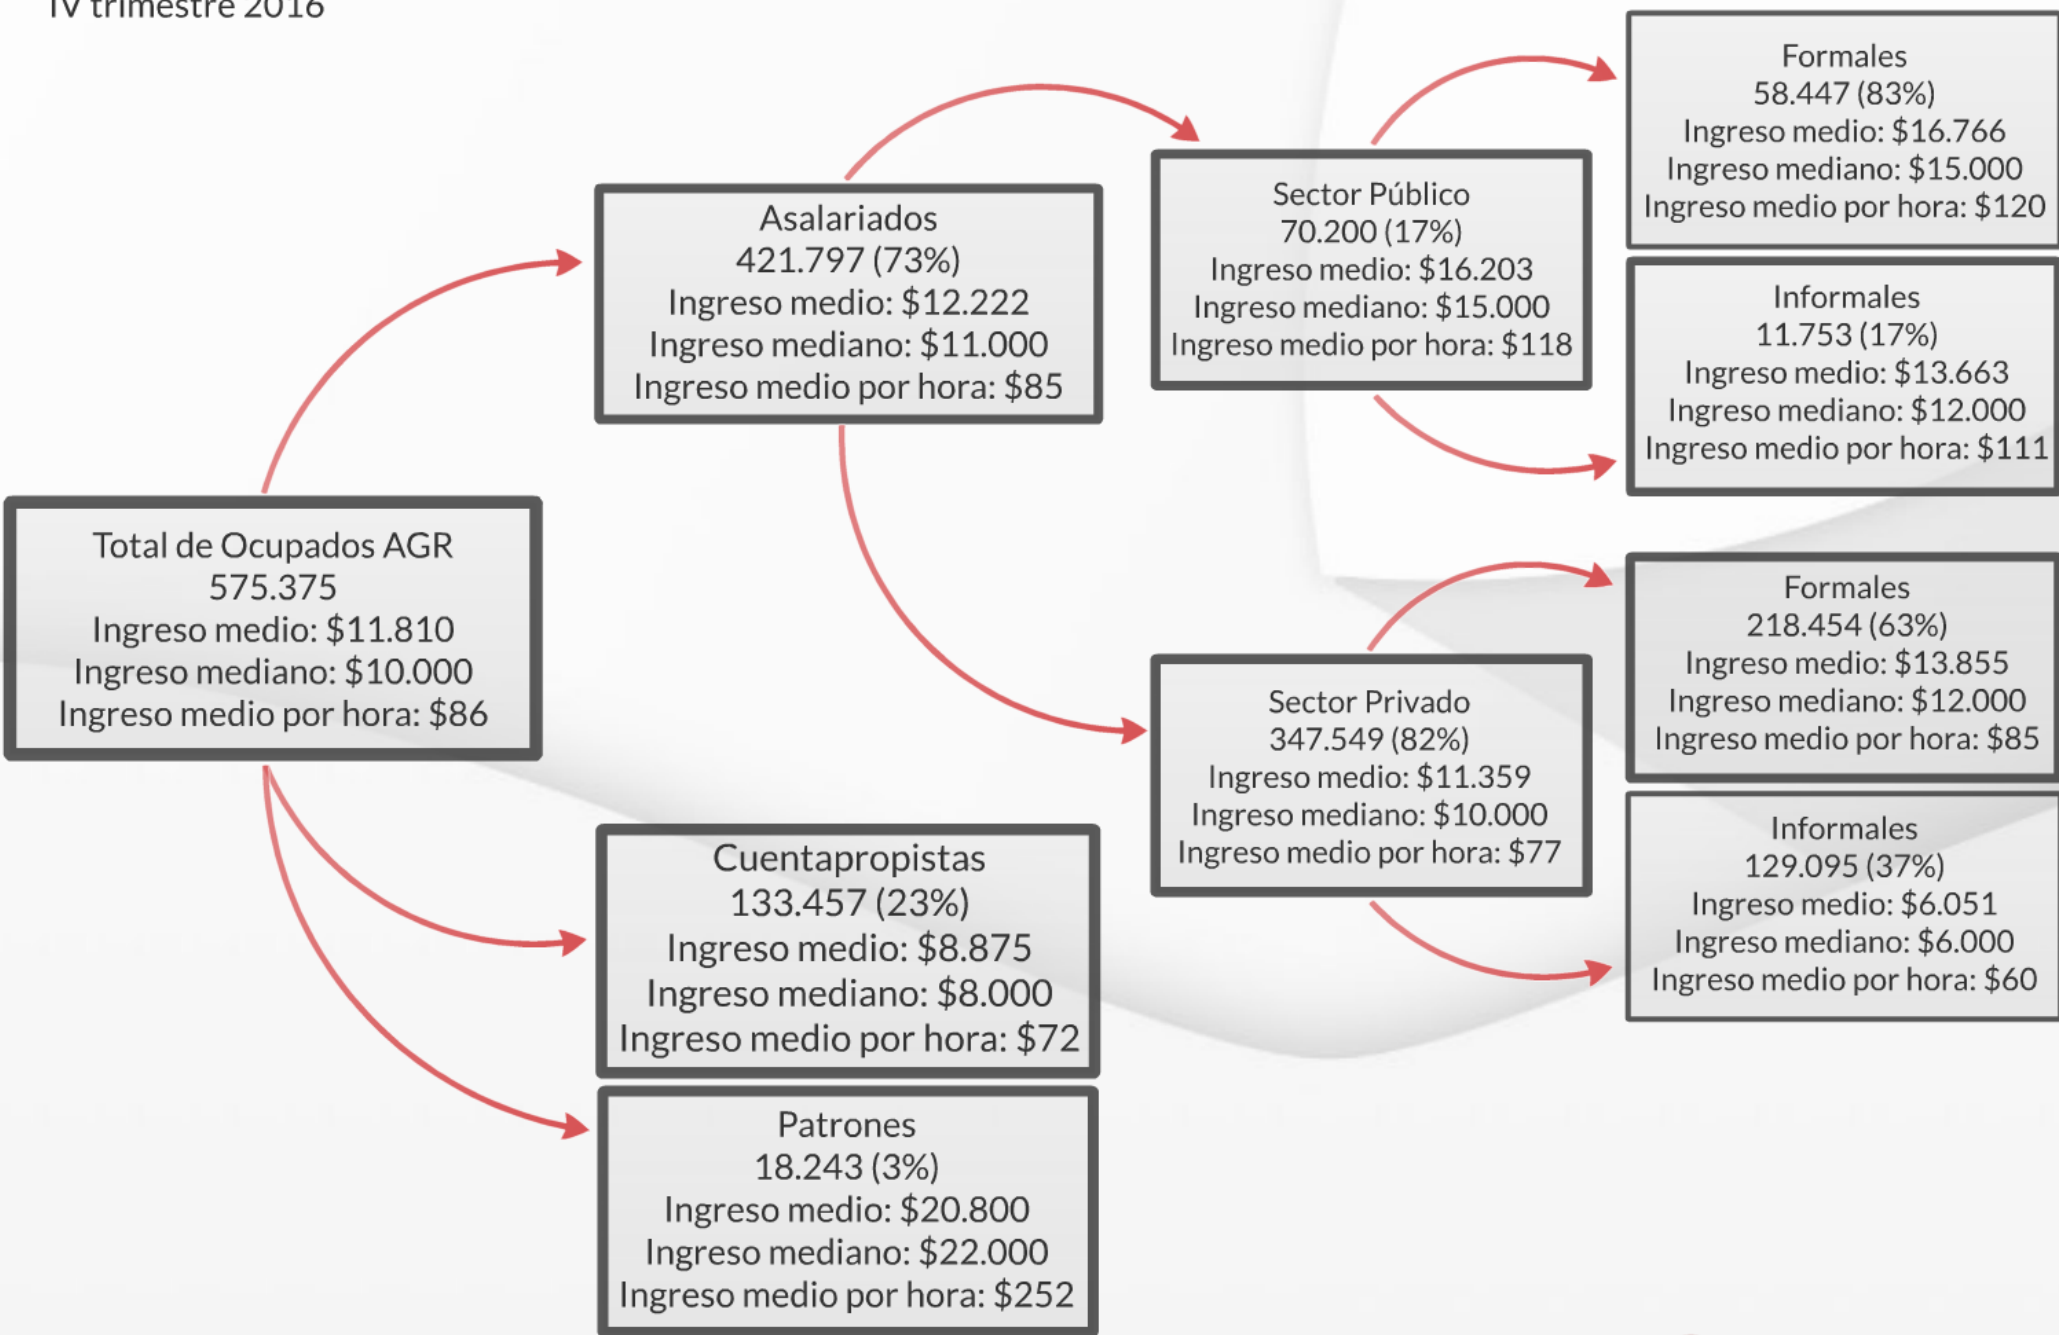 IV trimestre 2016
Total de Ocupados AGR
575.375
Ingreso medio: $11.810
Ingreso mediano: $10.000
Ingreso medio por hora: $86
Asalariados
421.797 (73%)
Ingreso medio: $12.222
Ingreso mediano: $11.000
Ingreso medio por hora: $85
Cuentapropistas
133.457 (23%)
Ingreso medio: $8.875
Ingreso mediano: $8.000
Ingreso medio por hora: $72
Patrones
18.243 (3%)
Ingreso medio: $20.800
Ingreso mediano: $22.000
Ingreso medio por hora: $252
Sector Público
70.200 (17%)
Ingreso medio: $16.203
Ingreso mediano: $15.000
Ingreso medio por hora: $118
Sector Privado
347.549 (82%)
Ingreso medio: $11.359
Ingreso mediano: $10.000
Ingreso medio por hora: $77
Formales
58.447 (83%)
Ingreso medio: $16.766
Ingreso mediano: $15.000
Ingreso medio por hora: $120
Informales
11.753 (17%)
Ingreso medio: $13.663
Ingreso mediano: $12.000
Ingreso medio por hora: $111
Formales
218.454 (63%)
Ingreso medio: $13.855
Ingreso mediano: $12.000
Ingreso medio por hora: $85
Informales
129.095 (37%)
Ingreso medio: $6.051
Ingreso mediano: $6.000
Ingreso medio por hora: $60